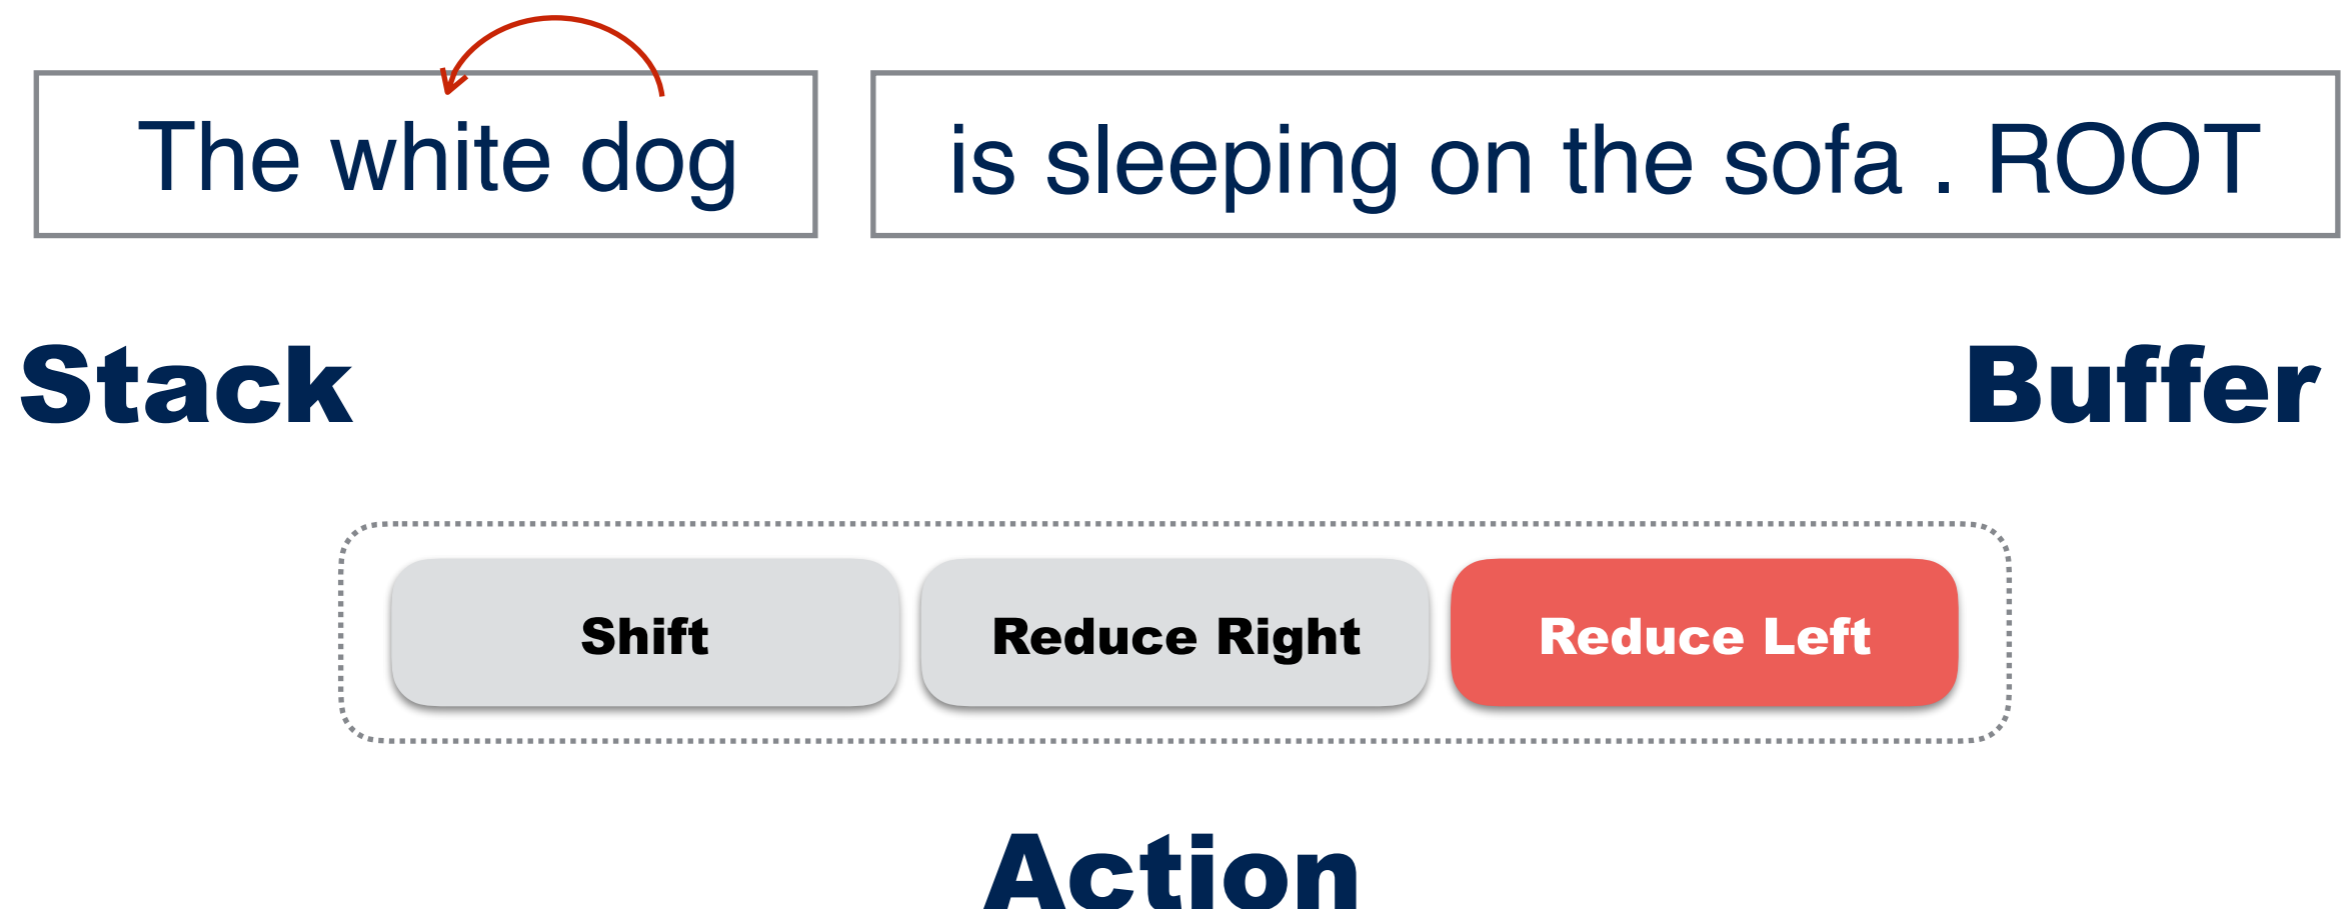 The white dog is sleeping on the sofa . ROOT
Stack Buffer
Shift Reduce Right Reduce Left
Action